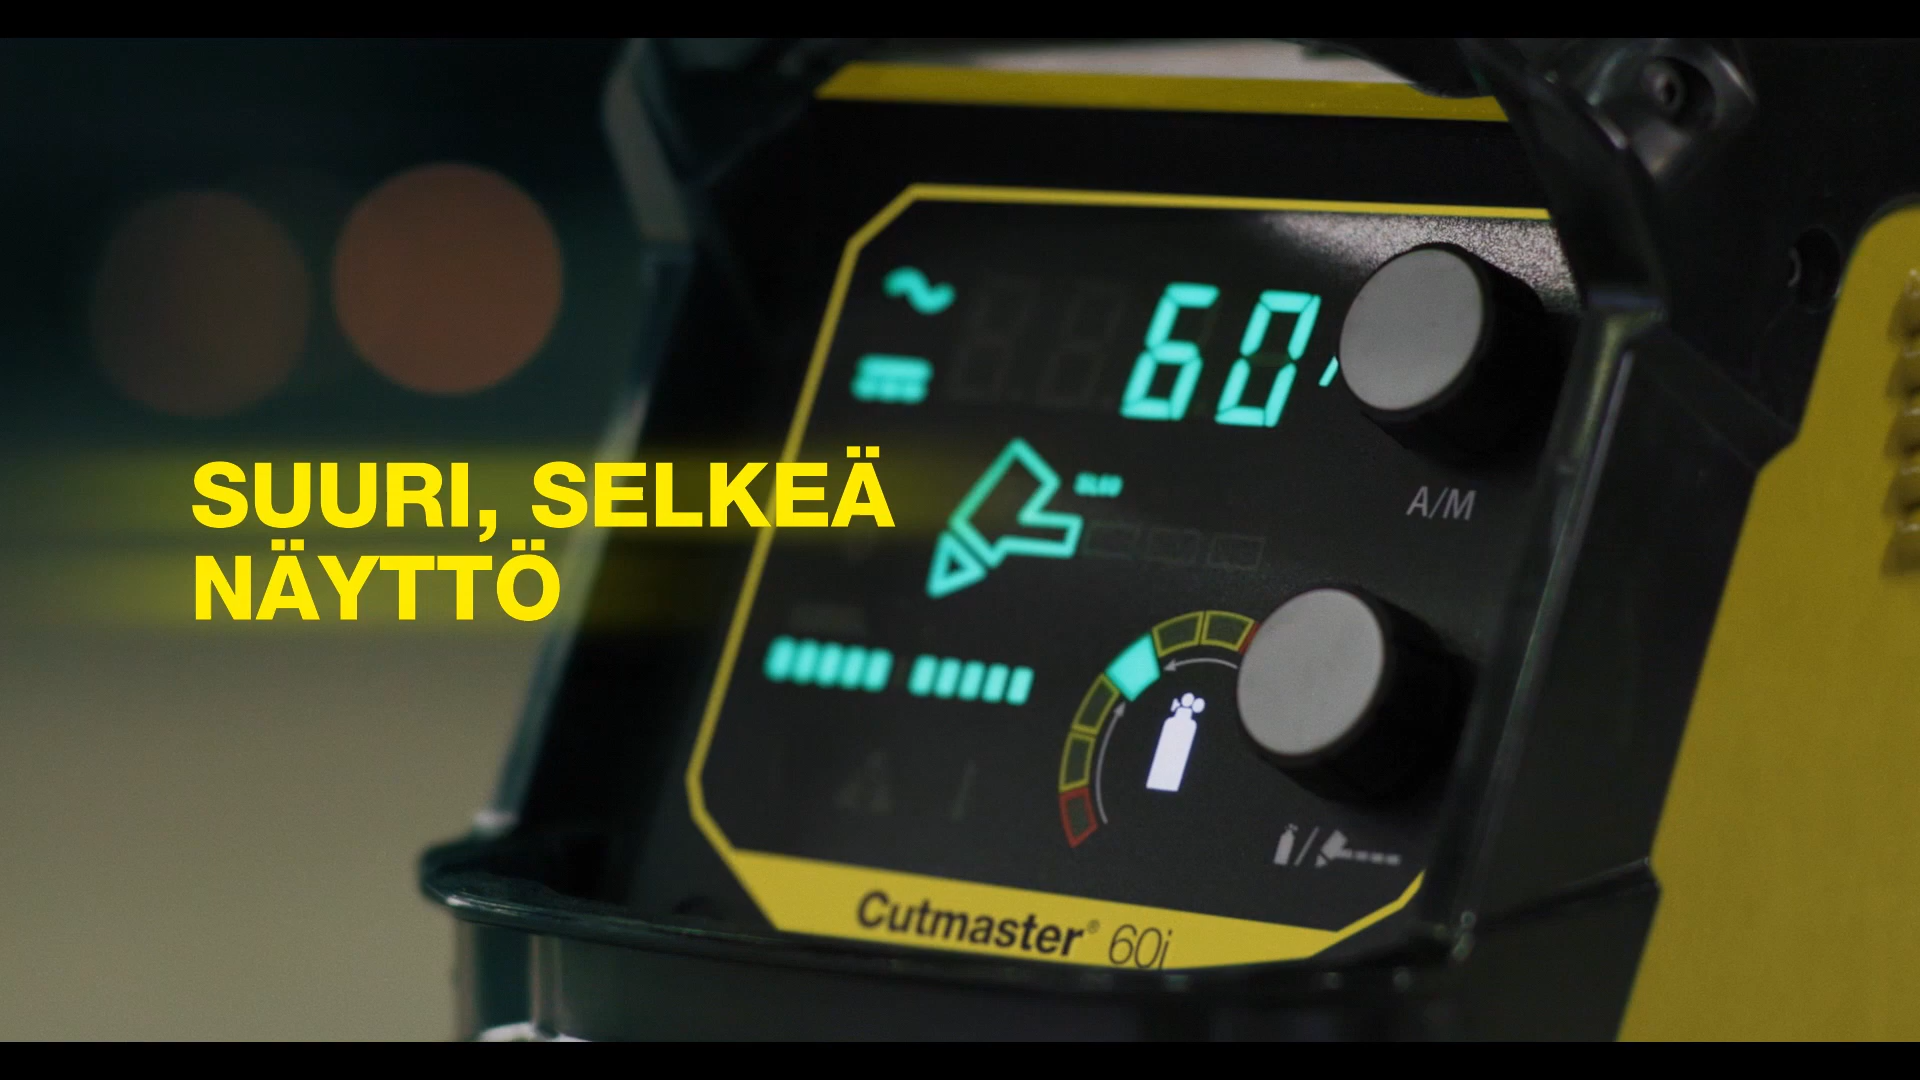 SUURI, SELKEÄ
NÄYTTÖ
60
A/M
Cutmaster® 60i